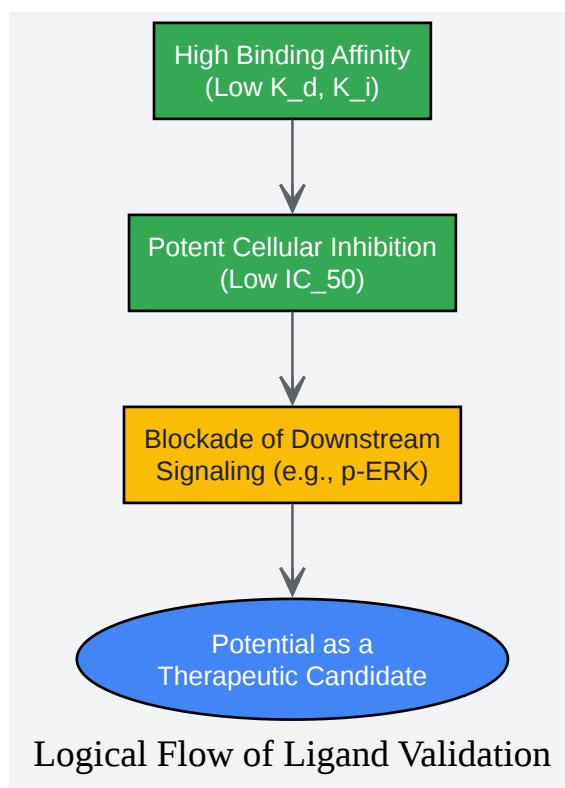 High Binding Affinity
(Low K_d, K_i)
Potent Cellular Inhibition
(Low IC_50)
Blockade of Downstream
Signaling (e.g., p-ERK)
Potential as a
Therapeutic Candidate
Logical Flow of Ligand Validation